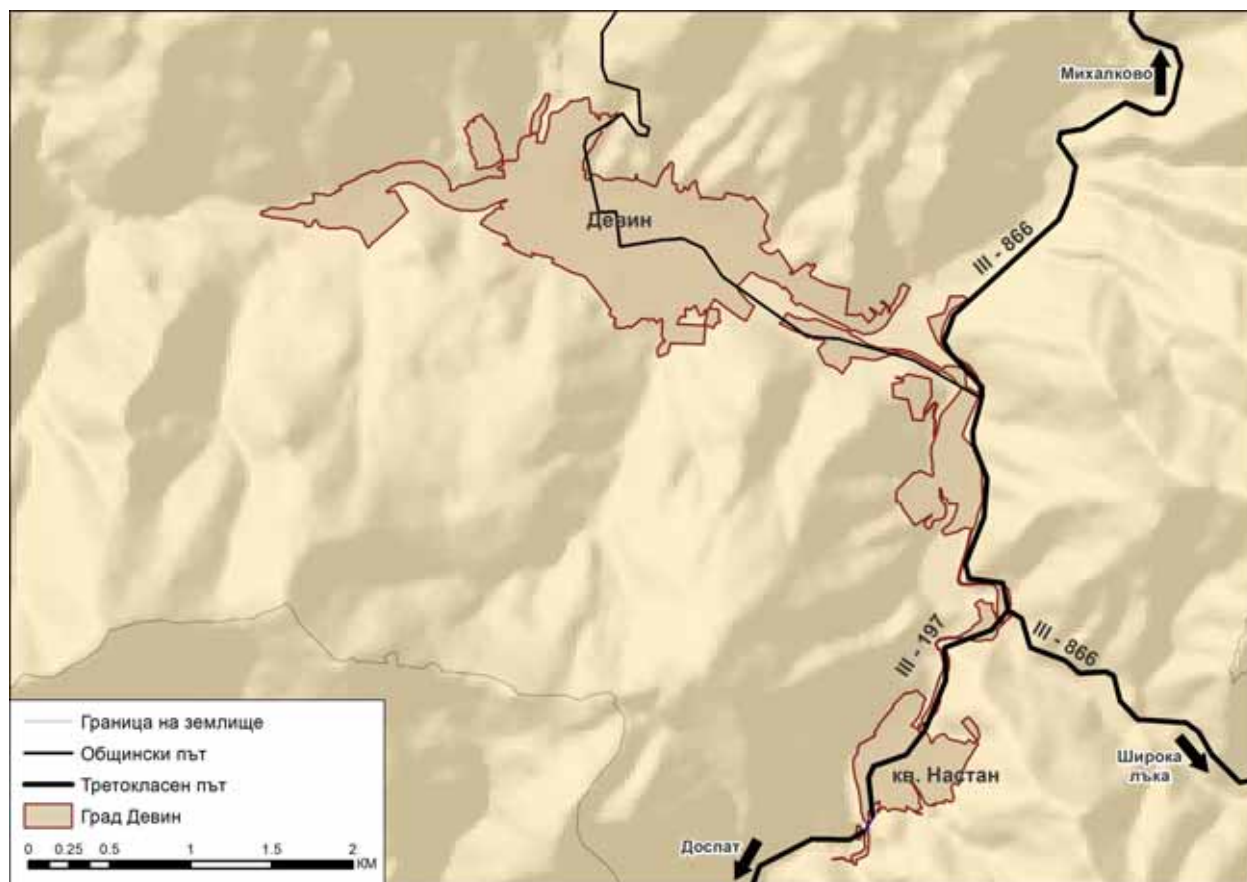 Михалково
III - 866
Девин
III - 197
III - 866
Широка
лъка
кв. Настан
Доспат
Граница на землище
Общински път
Третокласен път
Град Девин
0 0.25 0.5 1 1.5 2
КМ